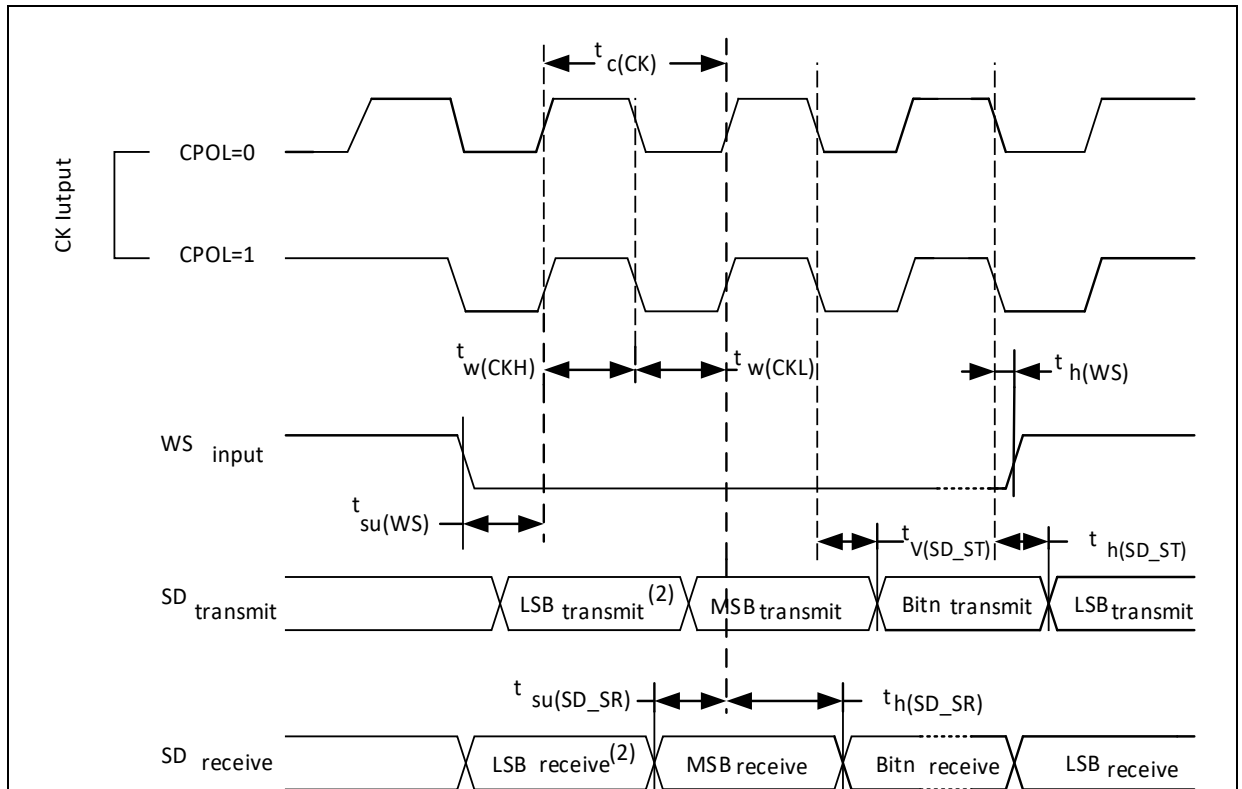 t c(CK)
CK Iutput
CPOL=0
CPOL=1
t w(CKH)
t w(CKL)
t h(WS)
WS input
t su(WS)
t V(SD_ST)
t h(SD_ST)
SD transmit
LSB transmit(2)
MSB transmit
Bitn transmit
LSB transmit
t su(SD_SR)
t h(SD_SR)
SD receive
LSB receive(2)
MSB receive
Bitn receive
LSB receive